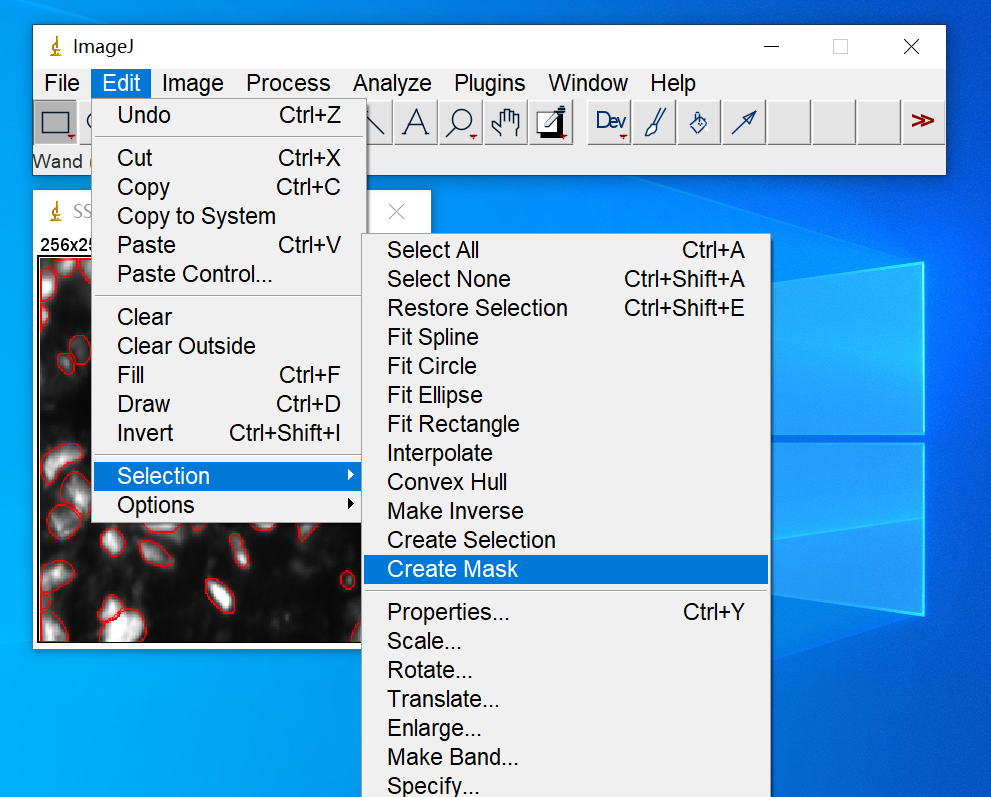 ImageJ
File Edit Image Process Analyze Plugins Window Help
Dev
Wand
256x25
Undo Ctrl+Z
Cut Ctrl+X
Copy Ctrl+C
Copy to System
Paste Ctrl+V
Paste Control...
Clear
Clear Outside
Fill Ctrl+F
Draw Ctrl+D
Invert Ctrl+Shift+I
Selection
Options
Select All Ctrl+A
Select None Ctrl+Shift+A
Restore Selection Ctrl+Shift+E
Fit Spline
Fit Circle
Fit Ellipse
Fit Rectangle
Interpolate
Convex Hull
Make Inverse
Create Selection
Create Mask
Properties... Ctrl+Y
Scale...
Rotate...
Translate...
Enlarge...
Make Band...
Specify...